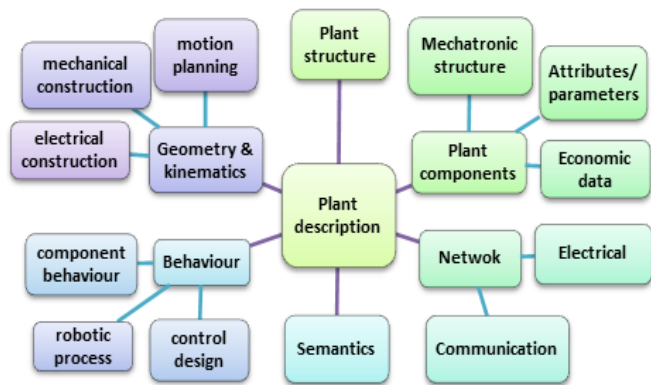 motion
planning
Plant
structure
Mechatronic
structure
Attributes/
parameters
mechanical
construction
electrical
construction
Geometry &
kinematics
Plant
components
Economic
data
Plant
description
component
behaviour
Behaviour
Netwok
Electrical
robotic
process
control
design
Semantics
Communication